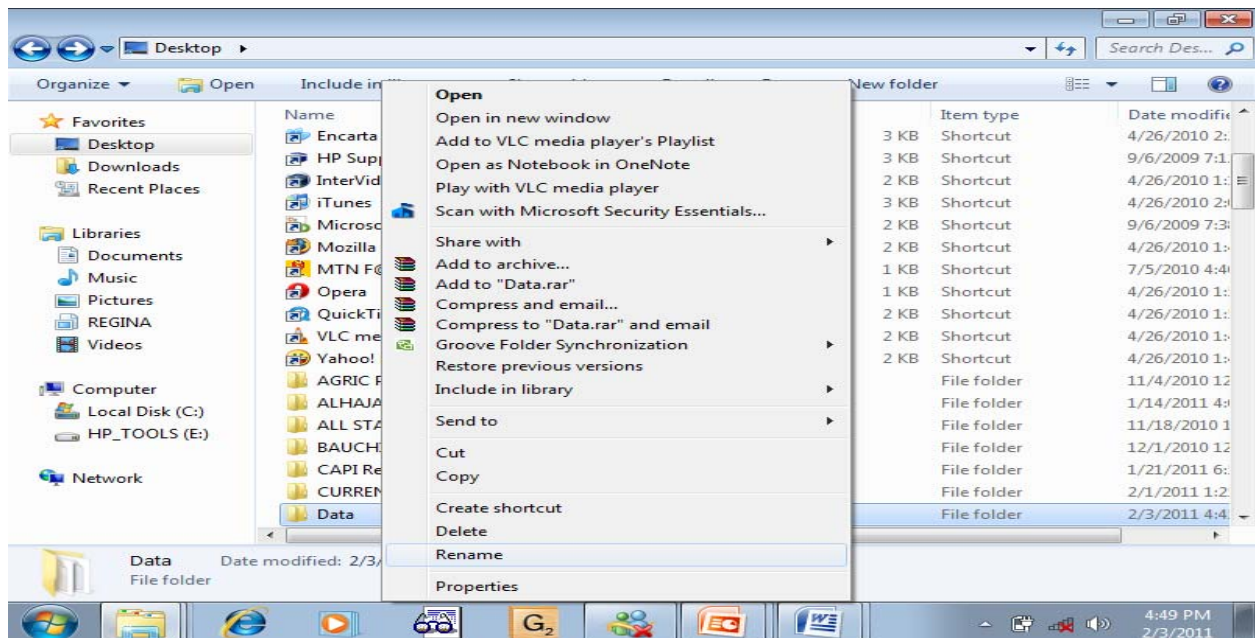 Desktop
Search Des...
Organize Open Include in New folder
Favorites
Desktop
Downloads
Recent Places
Libraries
Documents
Music
Pictures
REGINA
Videos
Computer
Local Disk (C:)
HP_TOOLS (E:)
Network
Name Item type Date modifie
Encarta 3 KB Shortcut 4/26/2010 2:
HP Sup 3 KB Shortcut 9/6/2009 7:1
InterVid 2 KB Shortcut 4/26/2010 1:
iTunes 3 KB Shortcut 4/26/2010 2:
Microso 2 KB Shortcut 9/6/2009 7:3
Mozilla 2 KB Shortcut 4/26/2010 1:
MTN F@ 1 KB Shortcut 7/5/2010 4:4
Opera 1 KB Shortcut 4/26/2010 1:
QuickTi 2 KB Shortcut 4/26/2010 1:
VLC me 2 KB Shortcut 4/26/2010 1:
Yahoo! 2 KB Shortcut 4/26/2010 1:
AGRIC File folder 11/4/2010 12
ALHAJA File folder 1/14/2011 4:
ALL STA File folder 11/18/2010 1
BAUCHI File folder 12/1/2010 12
CAPI Re File folder 1/21/2011 6:
CURREN File folder 2/1/2011 1:2
Data File folder 2/3/2011 4:4
Open
Open in new window
Add to VLC media player's Playlist
Open as Notebook in OneNote
Play with VLC media player
Scan with Microsoft Security Essentials...
Share with
Add to archive...
Add to "Data.rar"
Compress and email...
Compress to "Data.rar" and email
Groove Folder Synchronization
Restore previous versions
Include in library
Send to
Cut
Copy
Create shortcut
Delete
Rename
Properties
Data Date modified: 2/3/
File folder
G2
4:49 PM
2/3/2011